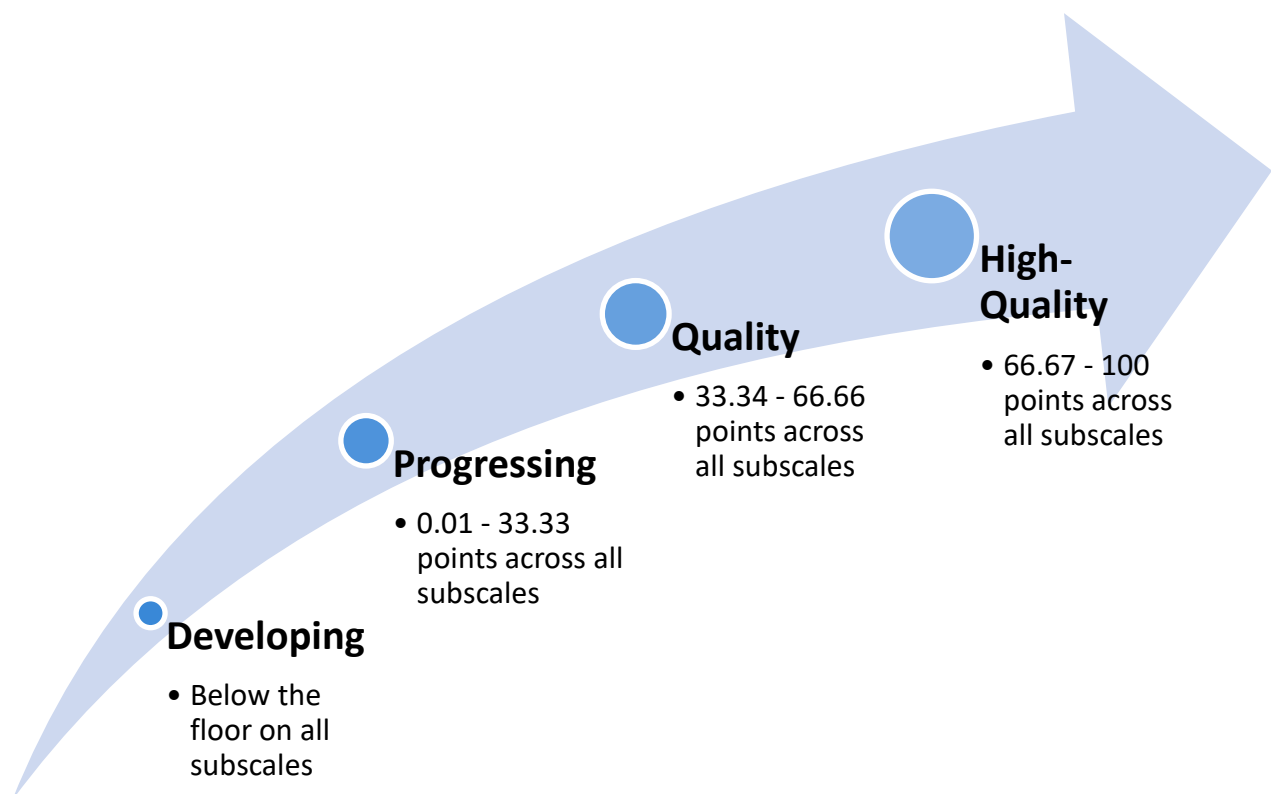 Developing
• Below the
floor on all
subscales
Progressing
• 0.01 - 33.33
points across all
subscales
Quality
• 33.34 - 66.66
points across
all subscales
High-
Quality
• 66.67 - 100
points across
all subscales